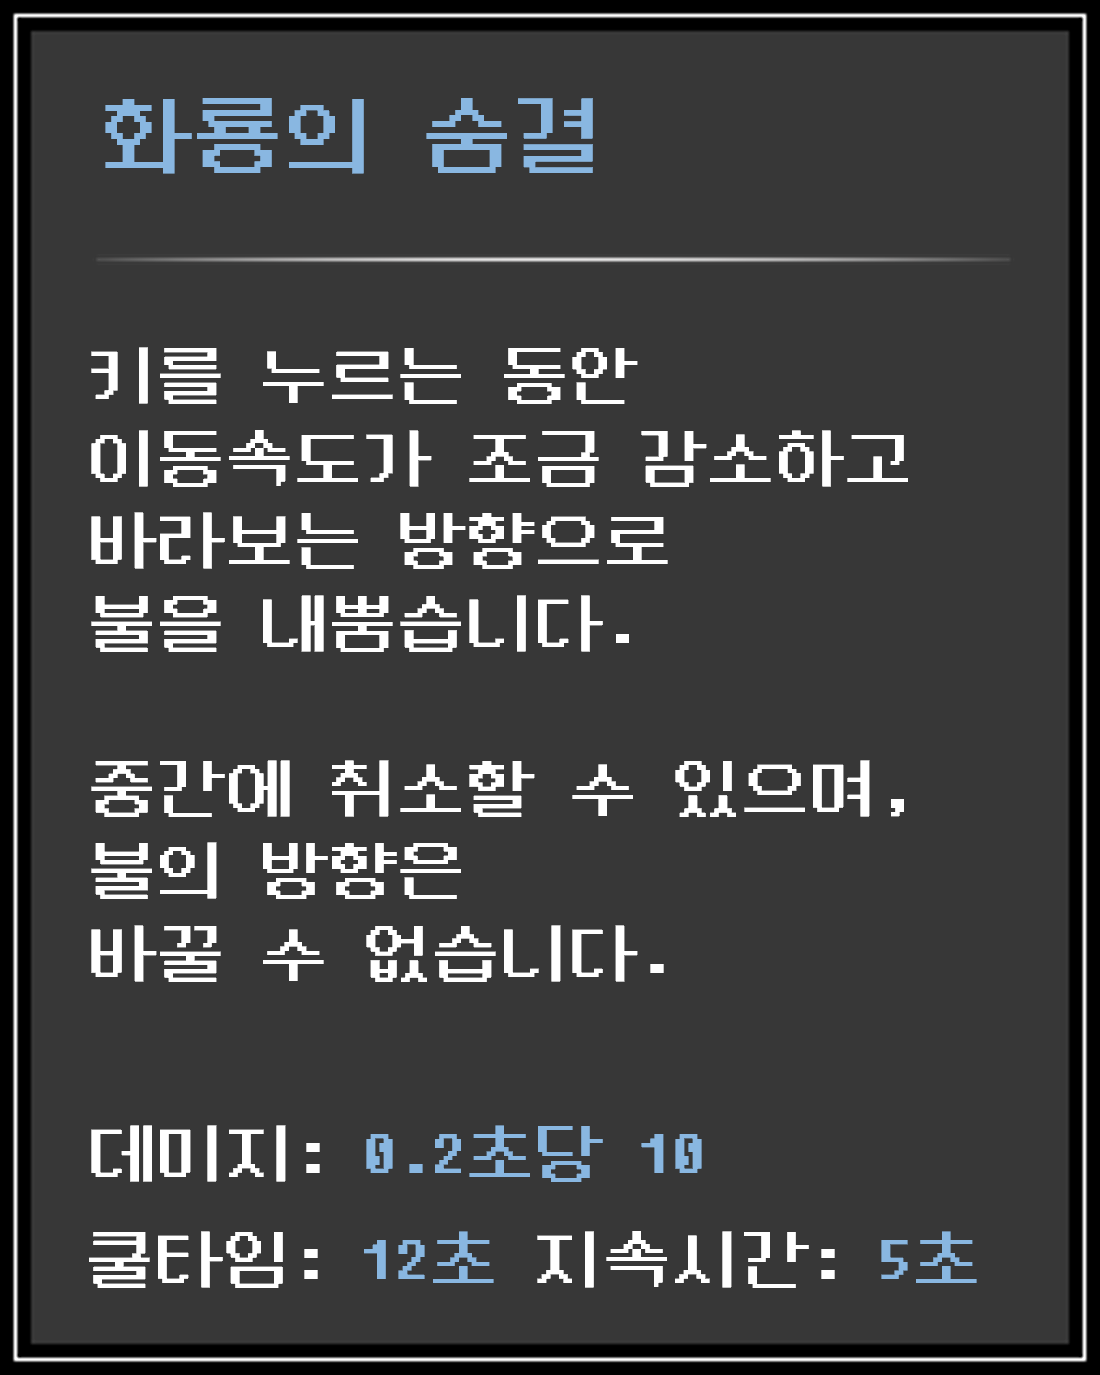 화룡의 숨결
키를 누르는 동안
이동속도가 조금 감소하고
바라보는 방향으로
불을 내뿜습니다.
중간에 취소할 수 있으며,
불의 방향은
바꿀 수 없습니다.
데미지: 0.2초당 10
쿨타임: 12초 지속시간: 5초